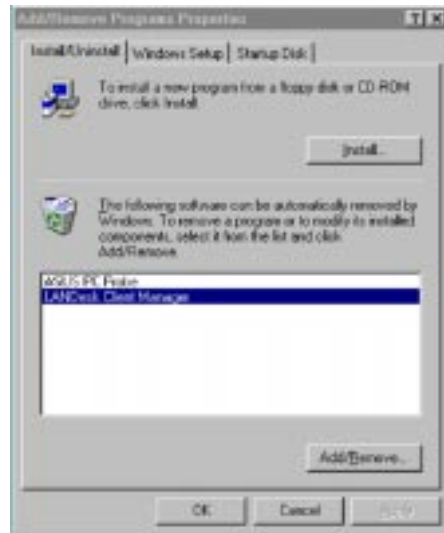 Add/Remove Programs Properties
Install/Uninstall
Windows Setup
Startup Disk
To install a new program from a floppy disk or CD-ROM
drive, click Install.
Install...
The following software can be automatically removed by
Windows. To remove a program or to modify its installed
components, select it from the list and click
Add/Remove.
ASUS PC Probe
LANDesk Client Manager
Add/Remove...
OK
Cancel
Apply